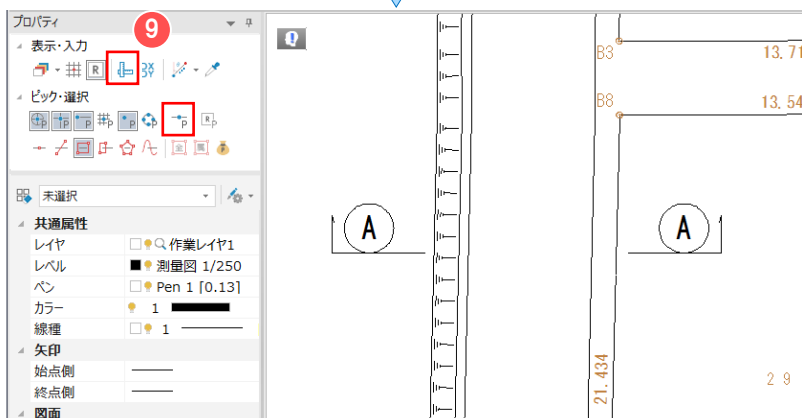 プロパティ
9
表示・入力
R
ピック・選択
P P P P P P P R P
未選択
共通属性
レイヤ 作業レイヤ1
レベル 測量図 1/250
ペン Pen 1 [0.13]
カラー 1
線種 1
矢印
始点側
終点側
図面
B3 13.71
B8 13.54
A A
21.434
29